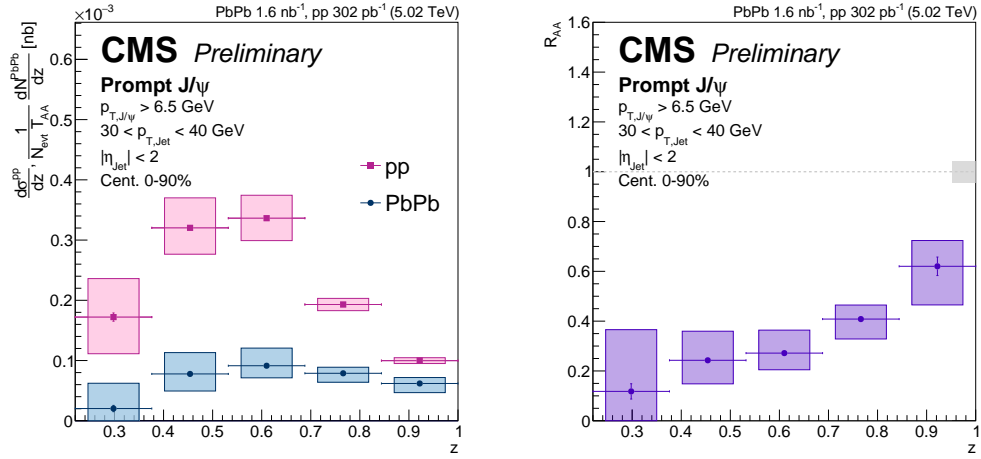 ×10⁻³
PbPb 1.6 nb⁻¹, pp 302 pb⁻¹ (5.02 TeV)
dσ^pp/dz, 1/(N_evt T_AA) dN^PbPb/dz [nb]
CMS Preliminary
Prompt J/ψ
p_T,J/ψ > 6.5 GeV
30 < p_T,Jet < 40 GeV
|η_Jet| < 2
Cent. 0-90%
pp
PbPb
0.6
0.5
0.4
0.3
0.2
0.1
0
0.3 0.4 0.5 0.6 0.7 0.8 0.9 1
z
PbPb 1.6 nb⁻¹, pp 302 pb⁻¹ (5.02 TeV)
R_AA
CMS Preliminary
Prompt J/ψ
p_T,J/ψ > 6.5 GeV
30 < p_T,Jet < 40 GeV
|η_Jet| < 2
Cent. 0-90%
1.6
1.4
1.2
1
0.8
0.6
0.4
0.2
0
0.3 0.4 0.5 0.6 0.7 0.8 0.9 1
z